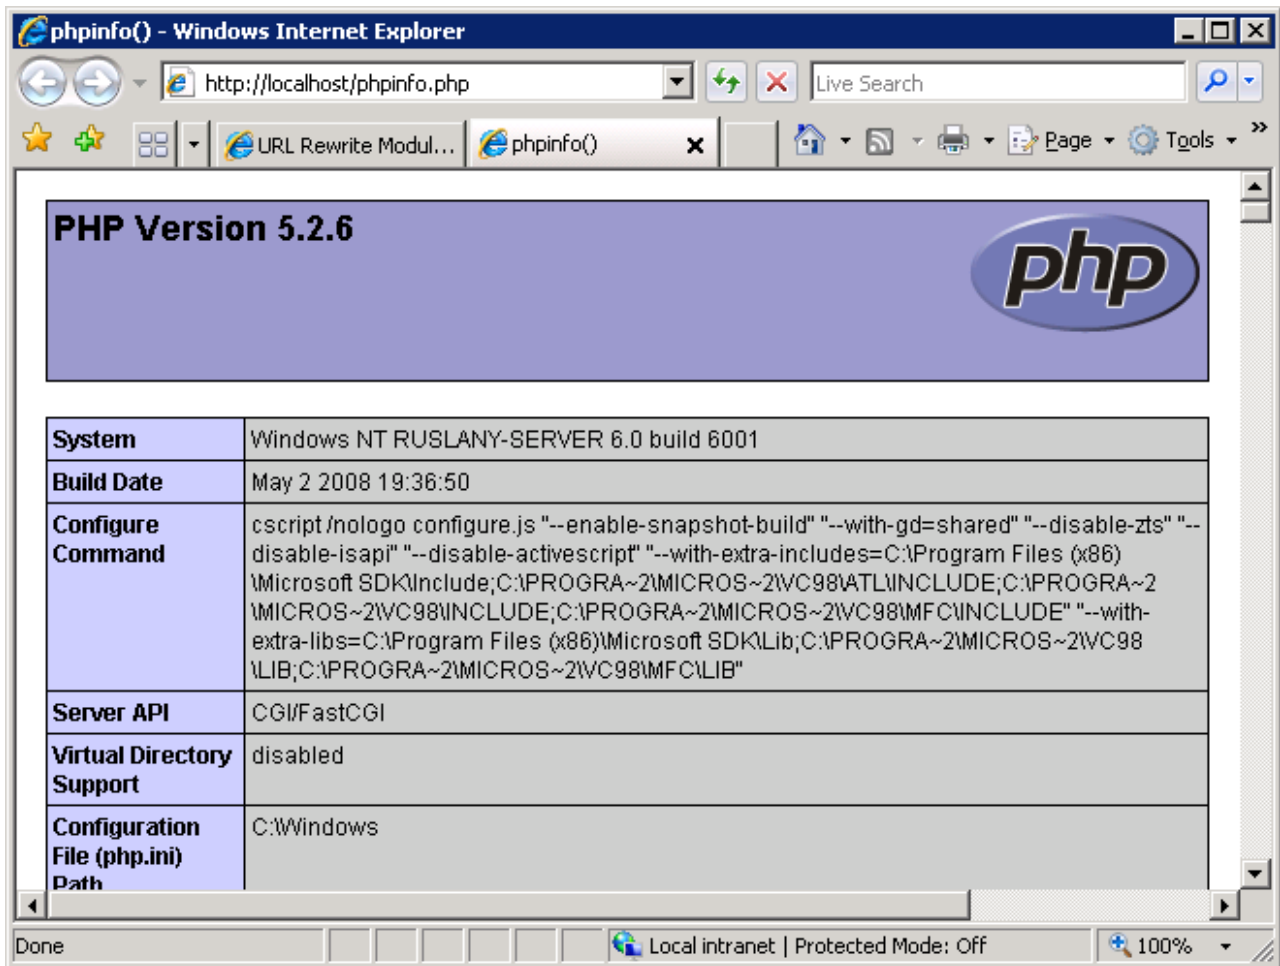 phpinfo() - Windows Internet Explorer
http://localhost/phpinfo.php
Live Search
URL Rewrite Modul...
phpinfo()
Page
Tools
»
PHP Version 5.2.6
php
System
Windows NT RUSLANY-SERVER 6.0 build 6001
Build Date
May 2 2008 19:36:50
Configure
Command
cscript /nologo configure.js "--enable-snapshot-build" "--with-gd=shared" "--disable-zts" "--
disable-isapi" "--disable-activescript" "--with-extra-includes=C:\Program Files (x86)
\Microsoft SDK\Include;C:\PROGRA~2\MICROS~2\VC98\ATL\INCLUDE;C:\PROGRA~2
\MICROS~2\VC98\INCLUDE;C:\PROGRA~2\MICROS~2\VC98\MFC\INCLUDE" "--with-
extra-libs=C:\Program Files (x86)\Microsoft SDK\Lib;C:\PROGRA~2\MICROS~2\VC98
\LIB;C:\PROGRA~2\MICROS~2\VC98\MFC\LIB"
Server API
CGI/FastCGI
Virtual Directory
Support
disabled
Configuration
File (php.ini)
Path
C:\Windows
Done
Local intranet | Protected Mode: Off
100%